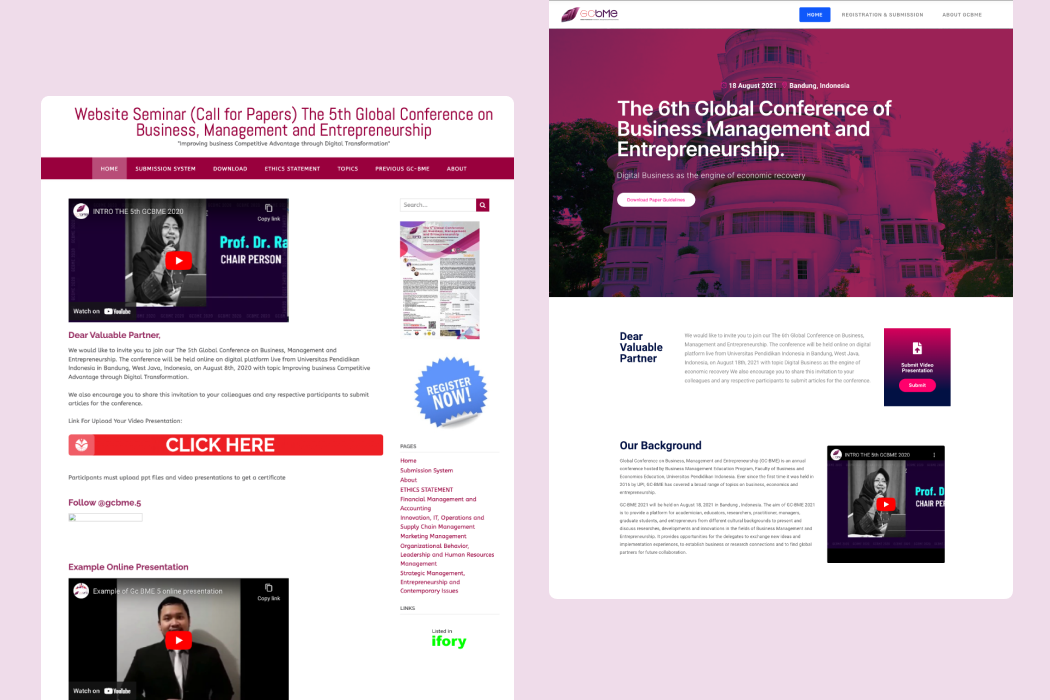 Website Seminar (Call for Papers) The 5th Global Conference on
Business, Management and Entrepreneurship
"Improving business Competitive Advantage through Digital Transformation"
HOME
SUBMISSION SYSTEM
DOWNLOAD
ETHICS STATEMENT
TOPICS
PREVIOUS GC-BME
ABOUT
INTRO THE 5th GCBME 2020
Copy link
Prof. Dr. Ra
CHAIR PERSON
Watch on YouTube
Dear Valuable Partner,
We would like to invite you to join our The 5th Global Conference on Business, Management and
Entrepreneurship. The conference will be held online on digital platform live from Universitas Pendidikan
Indonesia in Bandung, West Java, Indonesia, on August 8th, 2020 with topic Improving business Competitive
Advantage through Digital Transformation.
We also encourage you to share this invitation to your colleagues and any respective participants to submit
articles for the conference.
Link For Upload Your Video Presentation:
CLICK HERE
Participants must upload ppt files and video presentations to get a certificate
Follow @gcbme.5
Example Online Presentation
Example of Gc BME 5 online presentation
Copy link
Watch on YouTube
Search...
REGISTER
NOW!
PAGES
Home
Submission System
About
ETHICS STATEMENT
Financial Management and
Accounting
Innovation, IT, Operations and
Supply Chain Management
Marketing Management
Organizational Behavior,
Leadership and Human Resources
Management
Strategic Management,
Entrepreneurship and
Contemporary Issues
LINKS
Listed in
ifory
GCBME
HOME
REGISTRATION & SUBMISSION
ABOUT GCBME
18 August 2021
Bandung, Indonesia
The 6th Global Conference of
Business Management and
Entrepreneurship.
Digital Business as the engine of economic recovery
Download Paper Guidelines
Dear
Valuable
Partner
We would like to invite you to join our The 6th Global Conference on Business,
Management and Entrepreneurship. The conference will be held online on digital
platform live from Universitas Pendidikan Indonesia in Bandung, West Java,
Indonesia, on August 18th, 2021 with topic Digital Business as the engine of
economic recovery We also encourage you to share this invitation to your
colleagues and any respective participants to submit articles for the conference
Submit Video
Presentation
Submit
Our Background
Global Conference on Business, Management and Entrepreneurship (GC-BME) is an annual
conference hosted by Business Management Education Program, Faculty of Business and
Economics Education, Universitas Pendidikan Indonesia. Ever since the first time it was held in
2016 by UPI, GC-BME has covered a broad range of topics on business, economics and
entrepreneurship.
GC-BME 2021 will be held on August 18, 2021 in Bandung, Indonesia. The aim of GC-BME 2021
is to provide a platform for academician, educators, researchers, practitioner, managers,
graduate students, and entrepreneurs from different cultural backgrounds to present and
discuss researches, developments and innovations in the fields of Business Management and
Entrepreneurship. It provides opportunities for the delegates to exchange new ideas and
implementation experiences, to establish business or research connections and to find global
partners for future collaboration.
INTRO THE 5th GCBME 2020
Prof. D
CHAIR PE